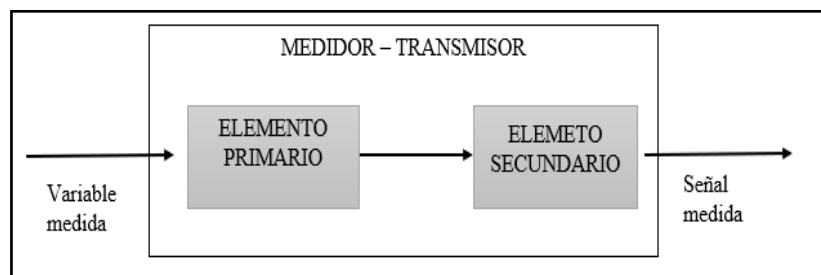 MEDIDOR – TRANSMISOR
ELEMENTO
PRIMARIO
ELEMETO
SECUNDARIO
Variable
medida
Señal
medida